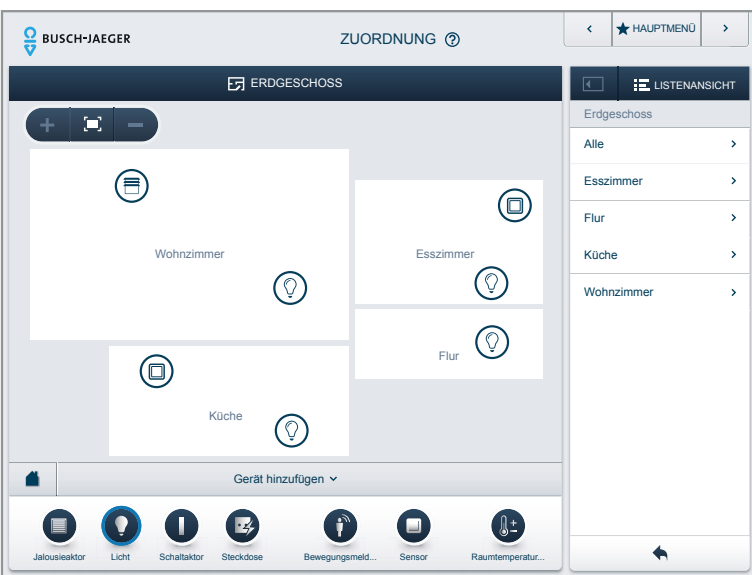 BUSCH-JAEGER
ZUORDNUNG ?
HAUPTMENÜ
ERDGESCHOSS
LISTENANSICHT
Erdgeschoss
Alle
Esszimmer
Flur
Küche
Wohnzimmer
Wohnzimmer
Esszimmer
Flur
Küche
Gerät hinzufügen
Jalousieaktor
Licht
Schaltaktor
Steckdose
Bewegungsmeld...
Sensor
Raumtemperatur...